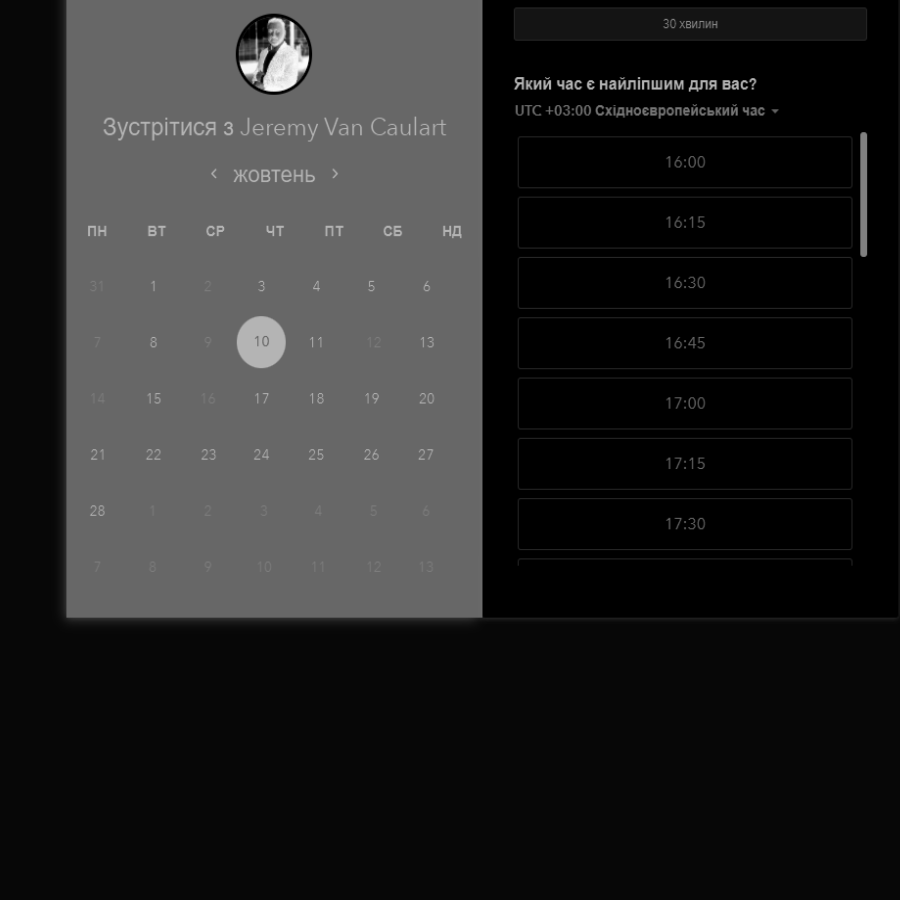 Зустрітися з Jeremy Van Caulart
жовтень
ПН ВТ СР ЧТ ПТ СБ НД
31 1 2 3 4 5 6
7 8 9 10 11 12 13
14 15 16 17 18 19 20
21 22 23 24 25 26 27
28 1 2 3 4 5 6
7 8 9 10 11 12 13
30 хвилин
Який час є найліпшим для вас?
UTC +03:00 Східноєвропейський час
16:00
16:15
16:30
16:45
17:00
17:15
17:30